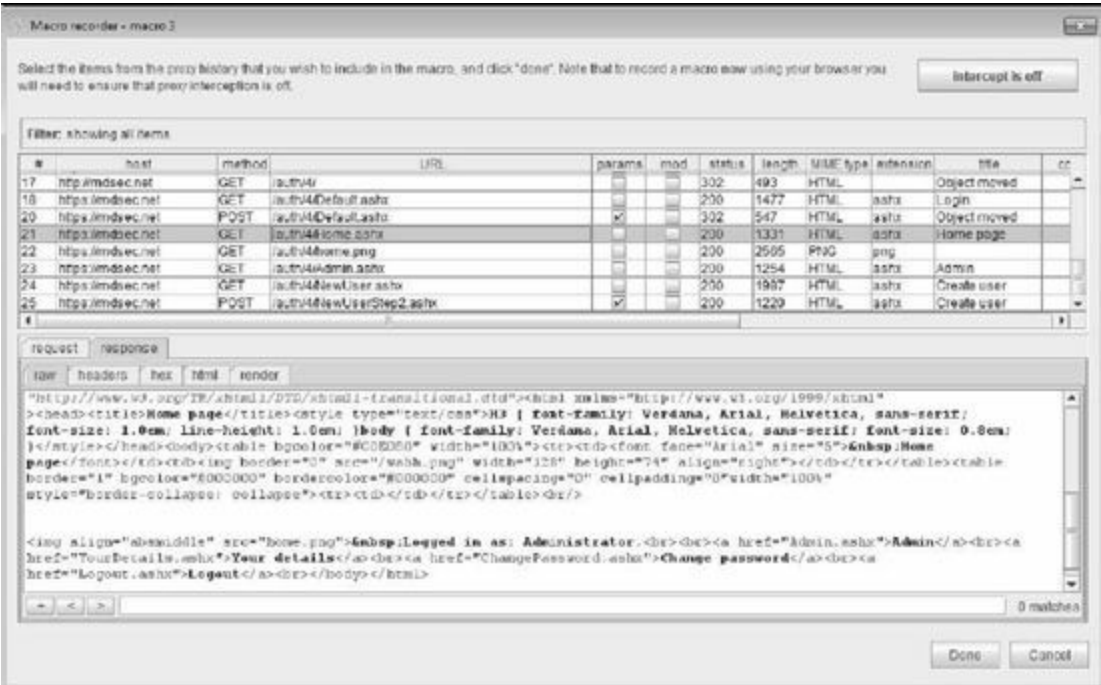 Macro recorder - macro 3
Select the items from the proxy history that you wish to include in the macro, and click "done". Note that to record a macro now using your browser you
will need to ensure that proxy interception is off.
intercept is off
Filter: showing all items
# host method URL params mod status length MIME type extension title
17 http://mdsec.net GET /auth/4/ 302 493 HTML Object moved
18 https://mdsec.net GET /auth/4/Default.ashx 200 1477 HTML ashx Login
20 https://mdsec.net POST /auth/4/Default.ashx 302 547 HTML ashx Object moved
21 https://mdsec.net GET /auth/4/Home.ashx 200 1331 HTML ashx Home page
22 https://mdsec.net GET /auth/4/home.png 200 2585 PNG png
23 https://mdsec.net GET /auth/4/Admin.ashx 200 1254 HTML ashx Admin
24 https://mdsec.net GET /auth/4/NewUser.ashx 200 1987 HTML ashx Create user
25 https://mdsec.net POST /auth/4/NewUserStep2.ashx 200 1229 HTML ashx Create user
request response
raw headers hex html render
"http://www.w3.org/TR/xhtml1/DTD/xhtml1-transitional.dtd"><html xmlns="http://www.w3.org/1999/xhtml"
><head><title>Home page</title><style type="text/css">H3 { font-family: Verdana, Arial, Helvetica, sans-serif;
font-size: 1.0em; line-height: 1.0em; }body { font-family: Verdana, Arial, Helvetica, sans-serif; font-size: 0.8em;
}</style></head><body><table bgcolor="#C0E0B0" width="100%"><tr><td><font face="Arial" size="5">&nbsp;Home
page</font></td><td><img border="0" src="/wahh.png" width="128" height="74" align="right"></td></tr></table><table
border="1" bgcolor="#000000" bordercolor="#000000" cellspacing="0" cellpadding="0"width="100%"
style="border-collapse: collapse"><tr><td></td></tr></table><br/>
<img align="absmiddle" src="home.png">&nbsp;Logged in as: Administrator.<br><br><a href="Admin.ashx">Admin</a><br><a
href="YourDetails.ashx">Your details</a><br><a href="ChangePassword.ashx">Change password</a><br><a
href="Logout.ashx">Logout</a><br></body></html>
+ < > 0 matches
Done Cancel